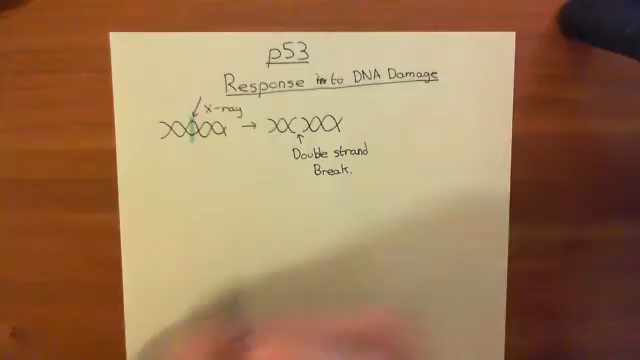 p53
Response to DNA Damage
X-ray
Double strand
Break.